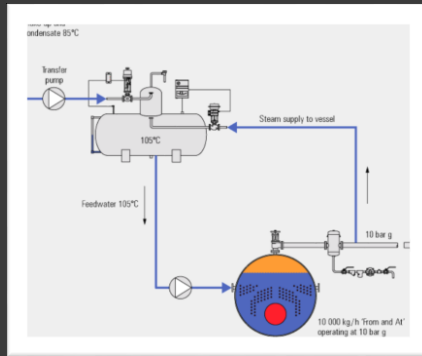 condensate 85°C
Transfer
pump
105°C
Steam supply to vessel
Feedwater 105°C
10 bar g
10 000 kg/h 'From and At'
operating at 10 bar g